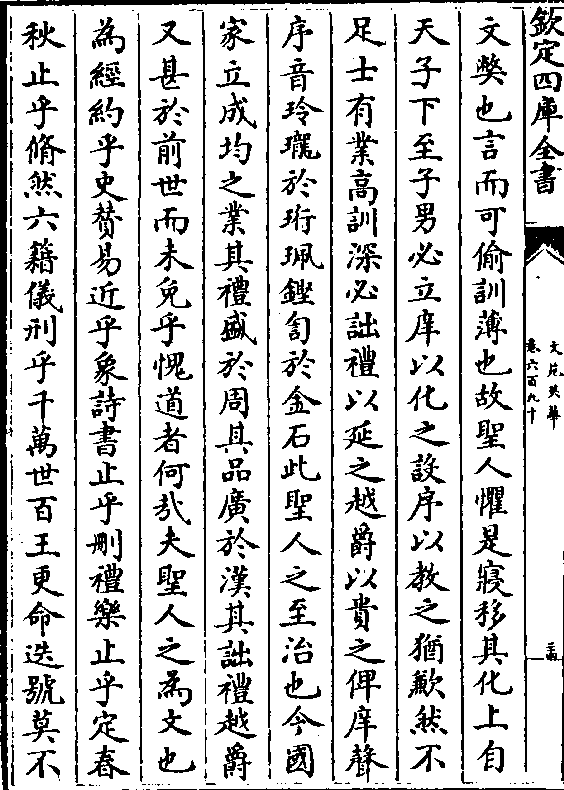 欽定四庫全書
文苑英華
卷六百九十
文弊也言而可偷訓薄也故聖人懼是寢移其化上自
天子下至子男必立庠以化之設序以教之猶歉然不
足士有業高訓深必詘禮以延之越爵以貴之俾庠聲
序音玲瓏於珩珮鏗訇於金石此聖人之至治也今國
家立成均之業其禮盛於周其品廣於漢其詘禮越爵
又甚於前世而未免乎愧道者何㦲夫聖人之為文也
為經約乎史贊易近乎象詩書止乎刪禮樂止乎定春
秋止乎脩然六籍儀刑乎千萬世百王更命迭號莫不